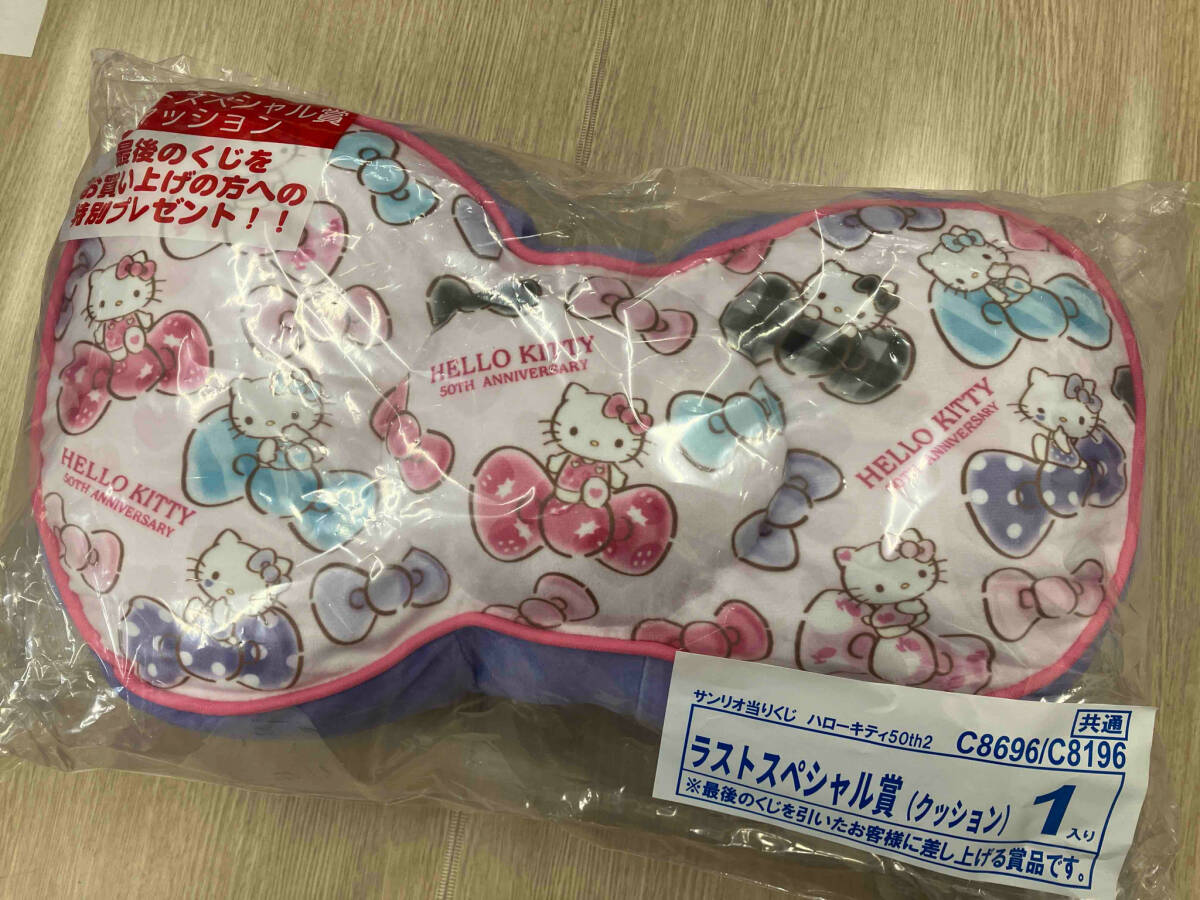 ストスペシャル賞
クッション
最後のくじを
お買い上げの方への
特別プレゼント！！
HELLO KITTY
50TH ANNIVERSARY
HELLO KITTY
50TH ANNIVERSARY
HELLO KITTY
50TH ANNIVERSARY
サンリオ当りくじ ハローキティ50th2 C8696/C8196 共通
ラストスペシャル賞（クッション） 1入り
※最後のくじを引いたお客様に差し上げる賞品です。